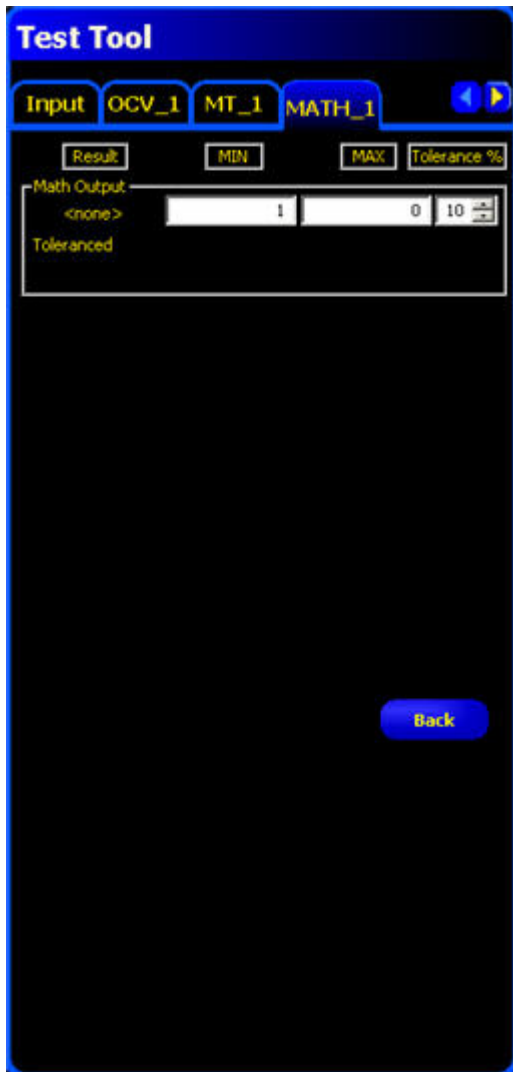 Test Tool
Input OCV_1 MT_1 MATH_1
Result MIN MAX Tolerance %
Math Output
<none> 1 0 10
Toleranced
Back